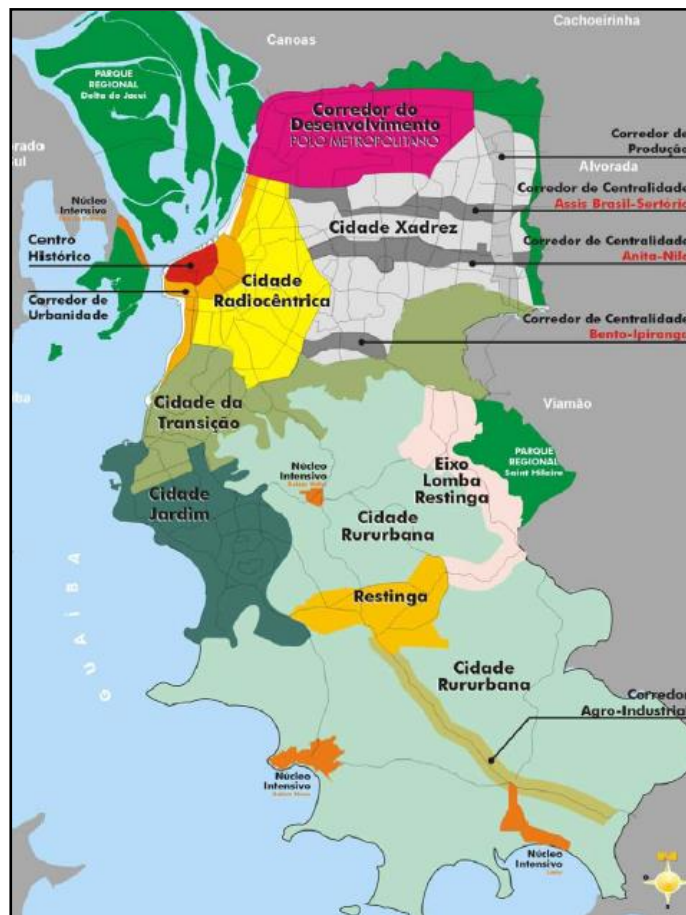 Cachoeirinha
Canoas
PARQUE
REGIONAL
Delta do Jacuí
Corredor do
Desenvolvimento
POLO METROPOLITANO
Corredor de
Produção
Alvorada
Núcleo
Intensivo
Corredor de Centralidade
Assis Brasil-Sertório
Cidade Xadrez
Corredor de Centralidade
Anita-Nilo
Centro
Histórico
Cidade
Radiocêntrica
Corredor de
Urbanidade
Corredor de Centralidade
Bento-Ipiranga
Cidade da
Transição
Viamão
PARQUE
REGIONAL
Saint Hilaire
Eixo
Lomba
Restinga
Núcleo
Intensivo
Cidade
Jardim
Cidade
Rururbana
GUAÍBA
Restinga
Cidade
Rururbana
Corredor
Agro-Industrial
Núcleo
Intensivo
Núcleo
Intensivo